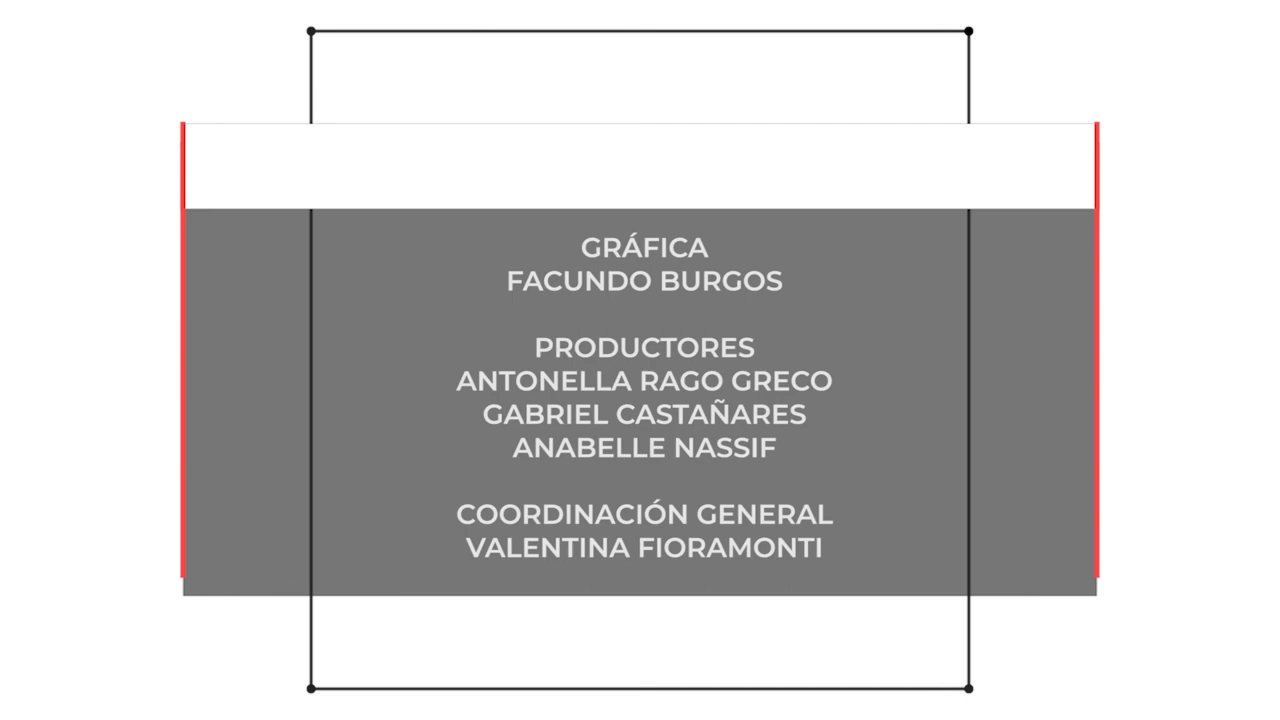 GRÁFICA
FACUNDO BURGOS
PRODUCTORES
ANTONELLA RAGO GRECO
GABRIEL CASTAÑARES
ANABELLE NASSIF
COORDINACIÓN GENERAL
VALENTINA FIORAMONTI